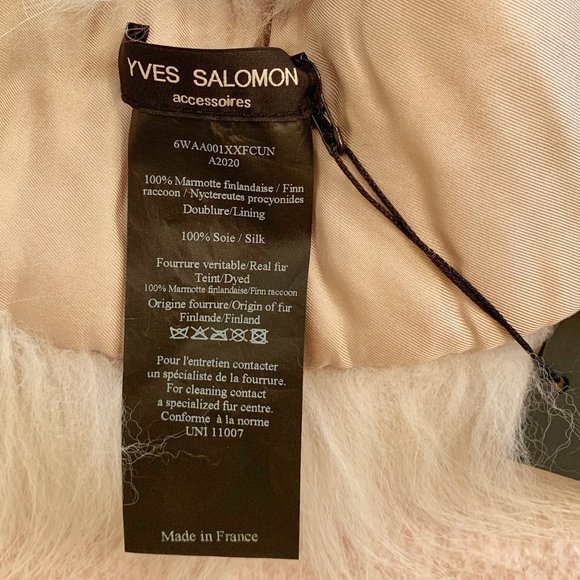 YVES SALOMON
accessoires
6WAA001XXFCUN
A2020
100% Marmotte finlandaise / Finn
raccoon / Nyctereutes procyonides
Doublure/Lining
100% Soie / Silk
Fourrure veritable/Real fur
Teint/Dyed
100% Marmotte finlandaise/Finn raccoon
Origine fourrure/Origin of fur
Finlande/Finland
Pour l'entretien contacter
un spécialiste de la fourrure.
For cleaning contact
a specialized fur centre.
Conforme à la norme
UNI 11007
Made in France